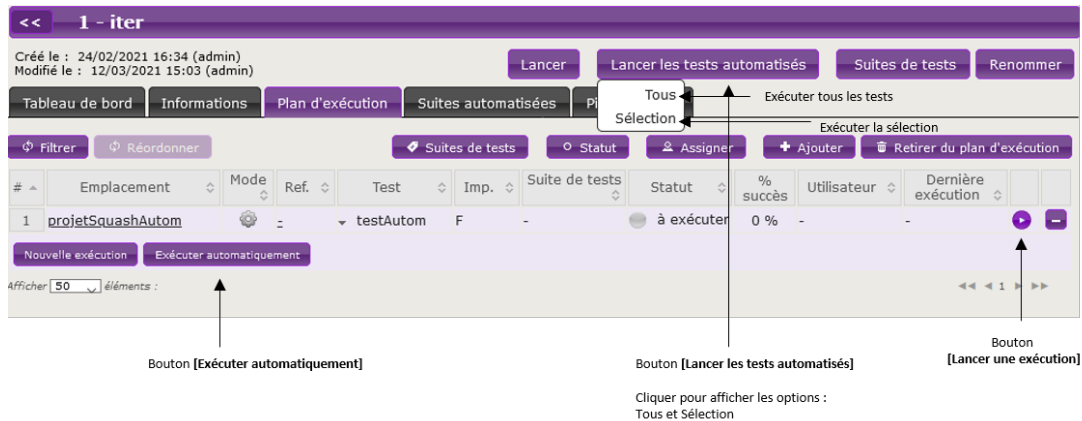 << 1 - iter
Créé le : 24/02/2021 16:34 (admin)
Modifié le : 12/03/2021 15:03 (admin)
Lancer Lancer les tests automatisés Suites de tests Renommer
Tous
Sélection
Exécuter tous les tests
Exécuter la sélection
Tableau de bord Informations Plan d'exécution Suites automatisées
Filtrer Réordonner Suites de tests Statut Assigner Ajouter Retirer du plan d'exécution
# Emplacement Mode Ref. Test Imp. Suite de tests Statut % succès Utilisateur Dernière exécution
1 projetSquashAutom - testAutom F - à exécuter 0 % - -
Nouvelle exécution Exécuter automatiquement
Afficher 50 éléments :
1
Bouton [Exécuter automatiquement]
Bouton [Lancer les tests automatisés]
Cliquer pour afficher les options :
Tous et Sélection
Bouton
[Lancer une exécution]